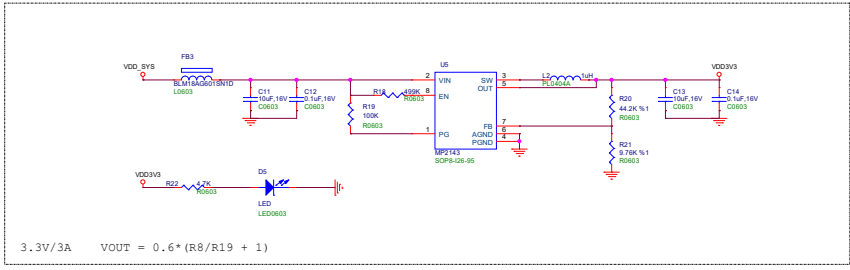 FB3
VDD_SYS
BLM18AG601SN1D
L0603
C11
10uF,16V
C0603
C12
0.1uF,16V
C0603
R18 499K
R0603
R19
100K
R0603
U5
2 VIN SW 3
OUT 5
8 EN
FB 7
1 PG AGND 6
PGND 4
MP2143
SOP8-I26-95
L2 1uH
PL0404A
VDD3V3
R20
44.2K %1
R0603
C13
10uF,16V
C0603
C14
0.1uF,16V
C0603
R21
9.76K %1
R0603
VDD3V3
R22 4.7K
R0603
D5
LED
LED0603
3.3V/3A VOUT = 0.6*(R8/R19 + 1)